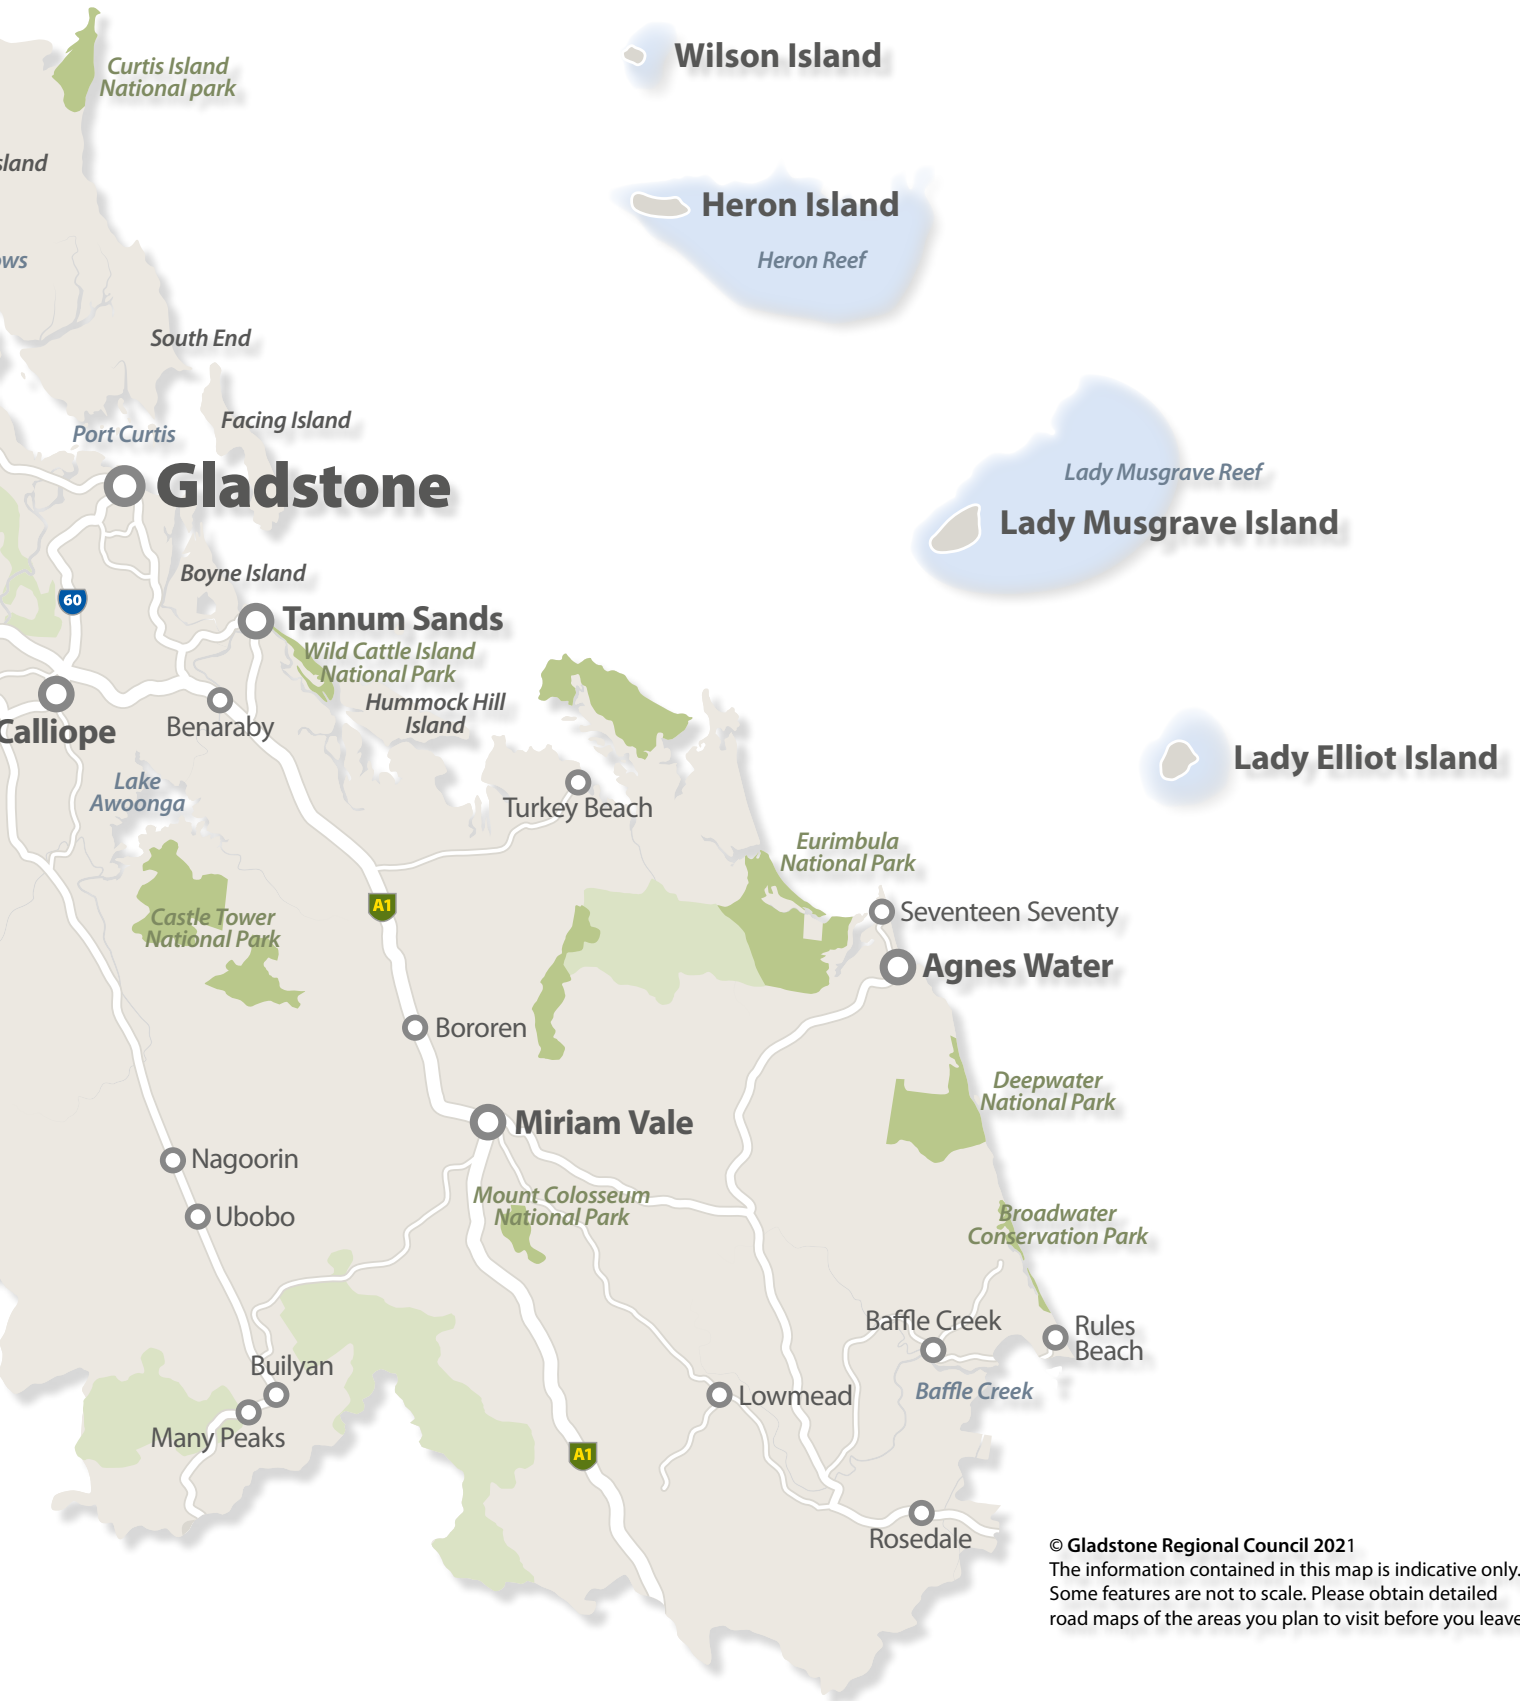 Wilson Island
Curtis Island
National park
sland
Heron Island
Heron Reef
ws
South End
Facing Island
Port Curtis
Gladstone
Lady Musgrave Reef
Lady Musgrave Island
Boyne Island
60
Tannum Sands
Wild Cattle Island
National Park
Hummock Hill
Island
Calliope
Benaraby
Lake
Awoonga
Turkey Beach
Lady Elliot Island
Eurimbula
National Park
A1
Seventeen Seventy
Castle Tower
National Park
Agnes Water
Bororen
Deepwater
National Park
Miriam Vale
Nagoorin
Mount Colosseum
National Park
Ubobo
Broadwater
Conservation Park
Baffle Creek
Rules
Beach
Builyan
Baffle Creek
Lowmead
Many Peaks
A1
Rosedale
© Gladstone Regional Council 2021
The information contained in this map is indicative only.
Some features are not to scale. Please obtain detailed
road maps of the areas you plan to visit before you leave